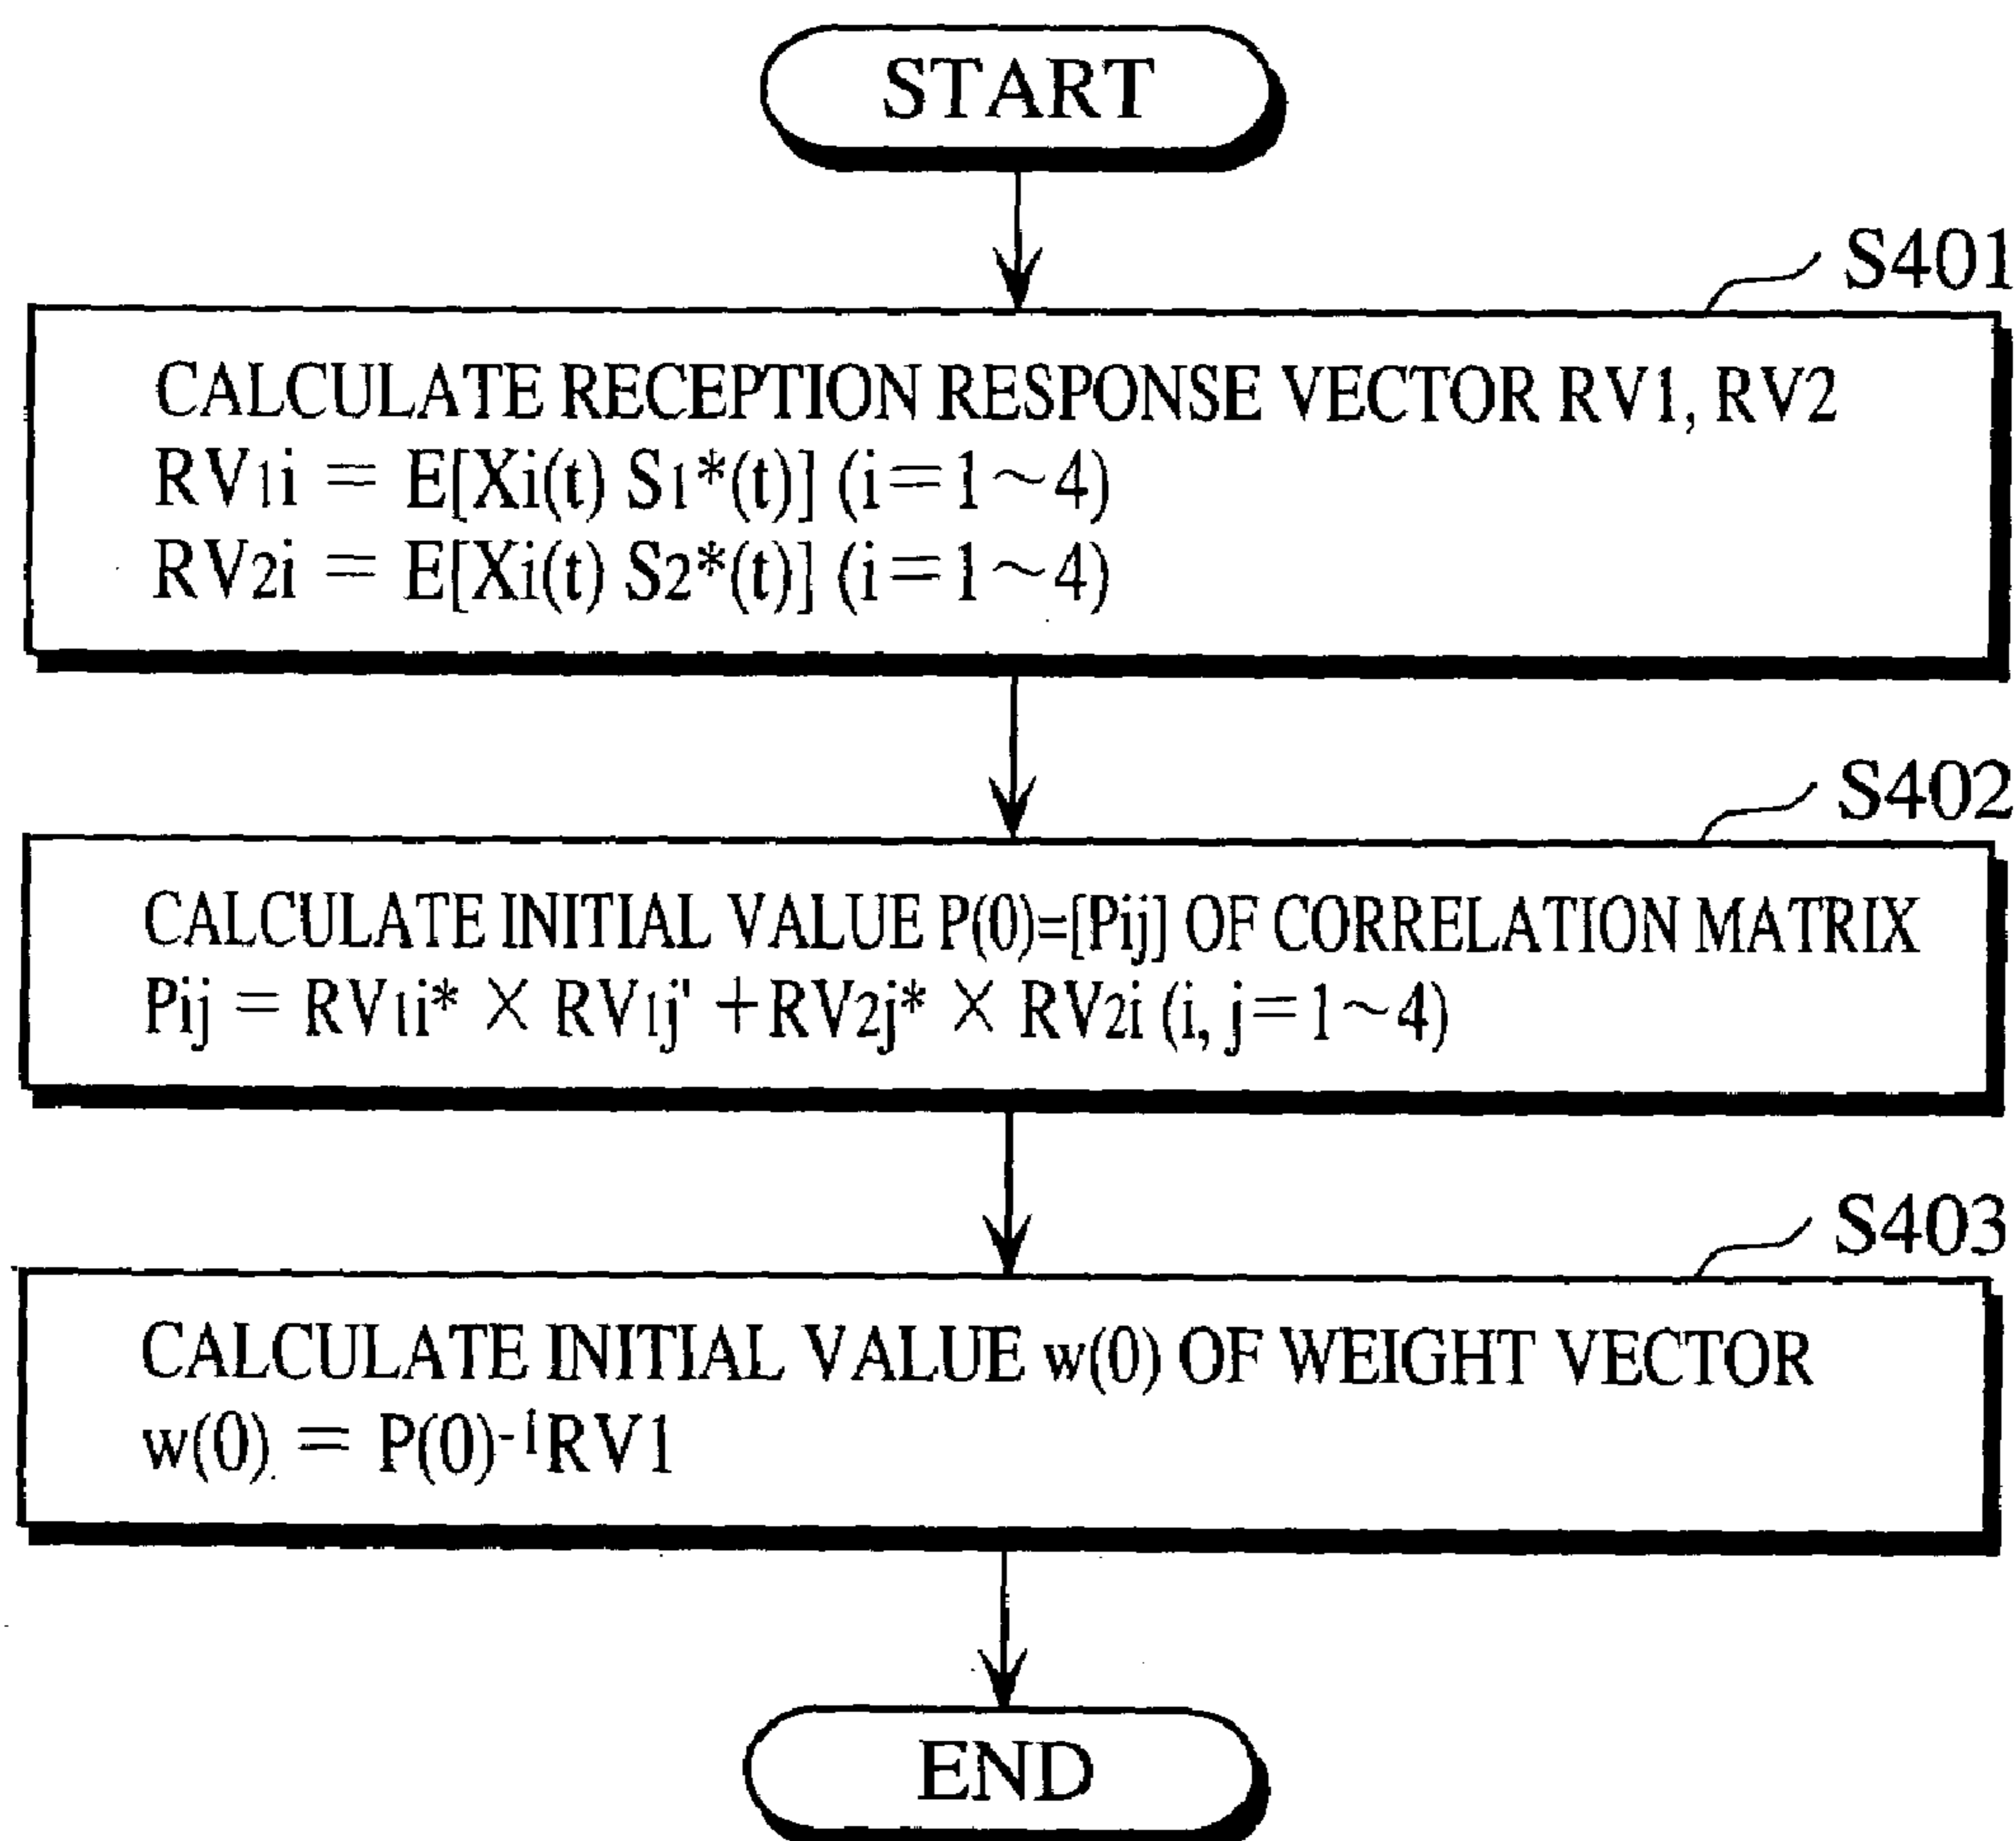 START
S401
CALCULATE RECEPTION RESPONSE VECTOR RV1, RV2
RV1i = E[Xi(t) S1*(t)] (i=1~4)
RV2i = E[Xi(t) S2*(t)] (i=1~4)
S402
CALCULATE INITIAL VALUE P(0)=[Pij] OF CORRELATION MATRIX
Pij = RV1i* × RV1j' +RV2j* × RV2i (i, j=1~4)
S403
CALCULATE INITIAL VALUE w(0) OF WEIGHT VECTOR
w(0) = P(0)⁻¹RV1
END